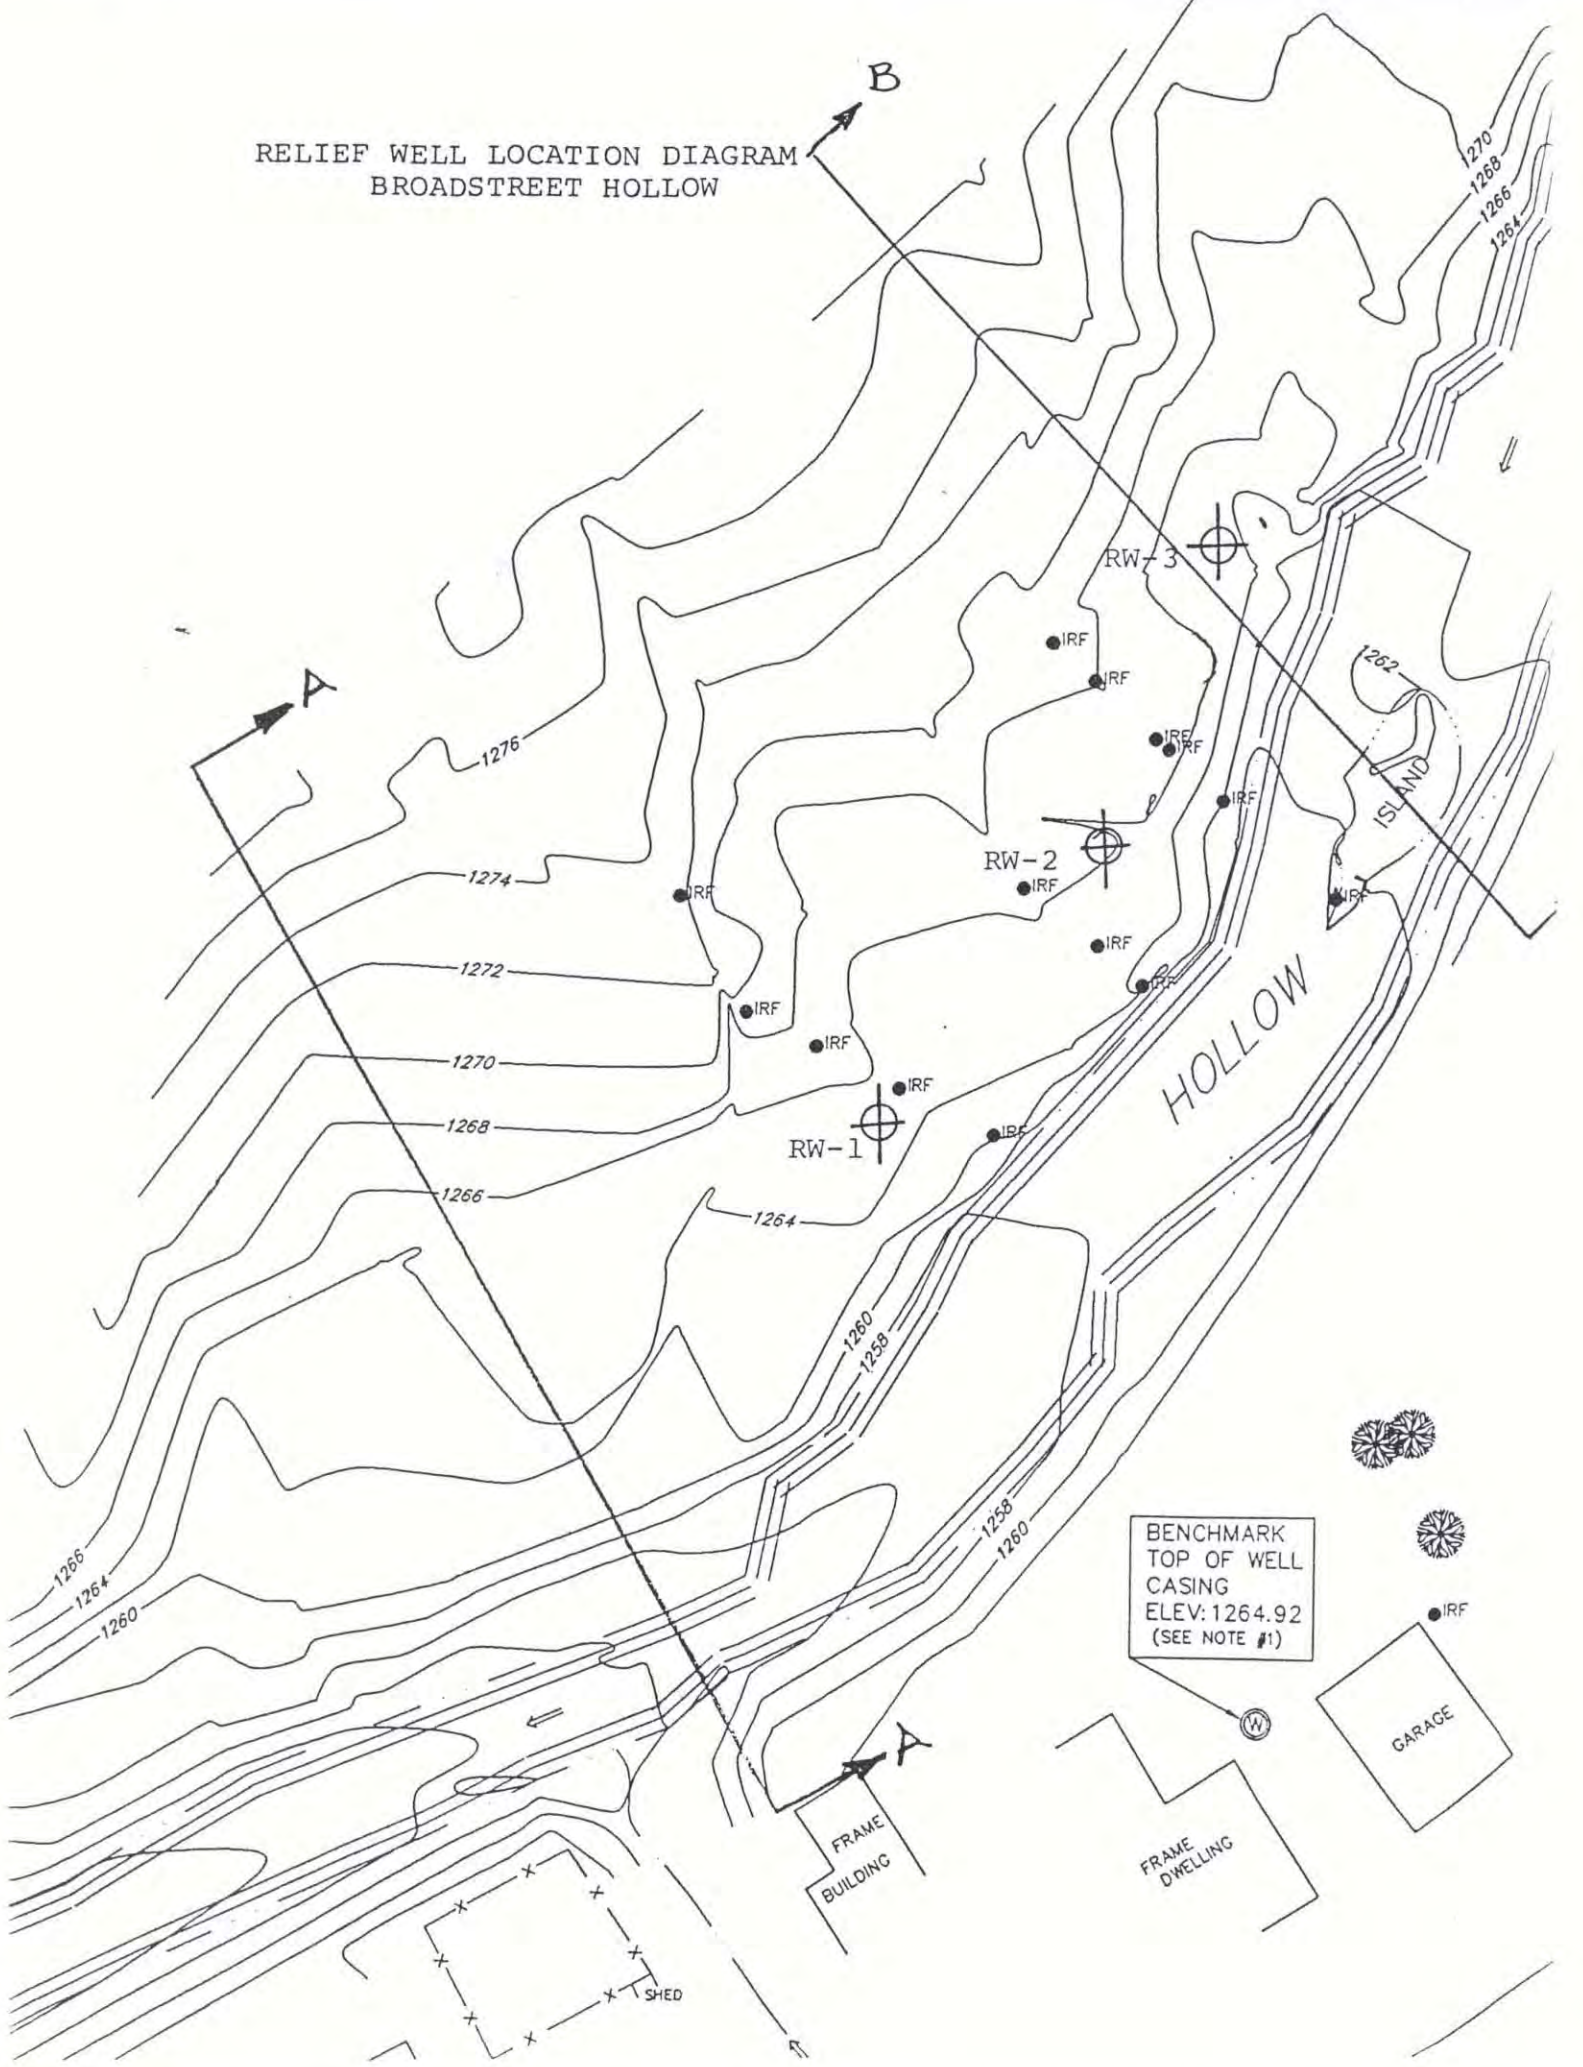 B
RELIEF WELL LOCATION DIAGRAM
BROADSTREET HOLLOW
1270
1268
1266
1264
RW-3
IRF
IRF
1262
A
1276
IRF
IRF
ISLAND
IRF
RW-2
1274
IRF
IRF
IRF
IRF
1272
IRF
HOLLOW
IRF
IRF
1270
IRF
1268
RW-1
IRF
1266
1264
1260
1258
1258
1260
BENCHMARK
TOP OF WELL
CASING
ELEV: 1264.92
(SEE NOTE #1)
1266
1264
1260
IRF
W
GARAGE
A
FRAME
BUILDING
FRAME
DWELLING
SHED